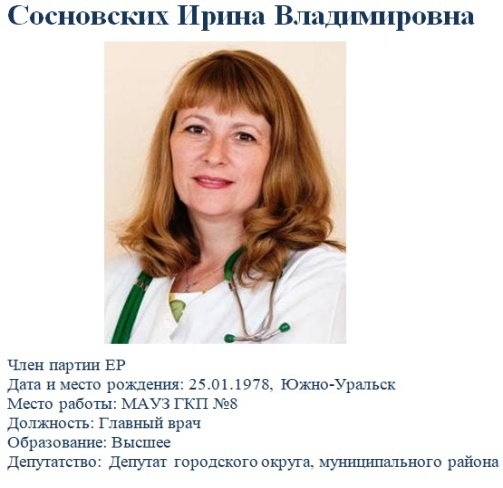 Сосновских Ирина Владимировна
Член партии ЕР
Дата и место рождения: 25.01.1978, Южно-Уральск
Место работы: МАУЗ ГКП №8
Должность: Главный врач
Образование: Высшее
Депутатство: Депутат городского округа, муниципального района